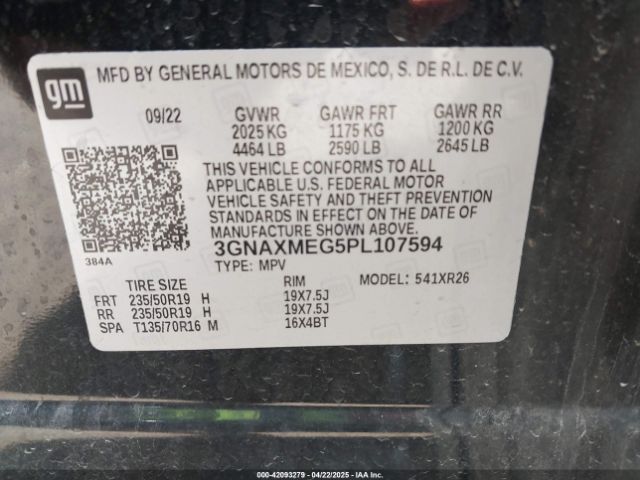 gm
MFD BY GENERAL MOTORS DE MEXICO, S. DE R.L. DE C.V.
09/22 GVWR GAWR FRT GAWR RR
2025 KG 1175 KG 1200 KG
4464 LB 2590 LB 2645 LB
THIS VEHICLE CONFORMS TO ALL
APPLICABLE U.S. FEDERAL MOTOR
VEHICLE SAFETY AND THEFT PREVENTION
STANDARDS IN EFFECT ON THE DATE OF
MANUFACTURE SHOWN ABOVE.
384A
3GNAXMEG5PL107594
TYPE: MPV MODEL: 541XR26
TIRE SIZE RIM
FRT 235/50R19 H 19X7.5J
RR 235/50R19 H 19X7.5J
SPA T135/70R16 M 16X4BT
© - 42093279 - 04/22/2025 - IAA Inc.